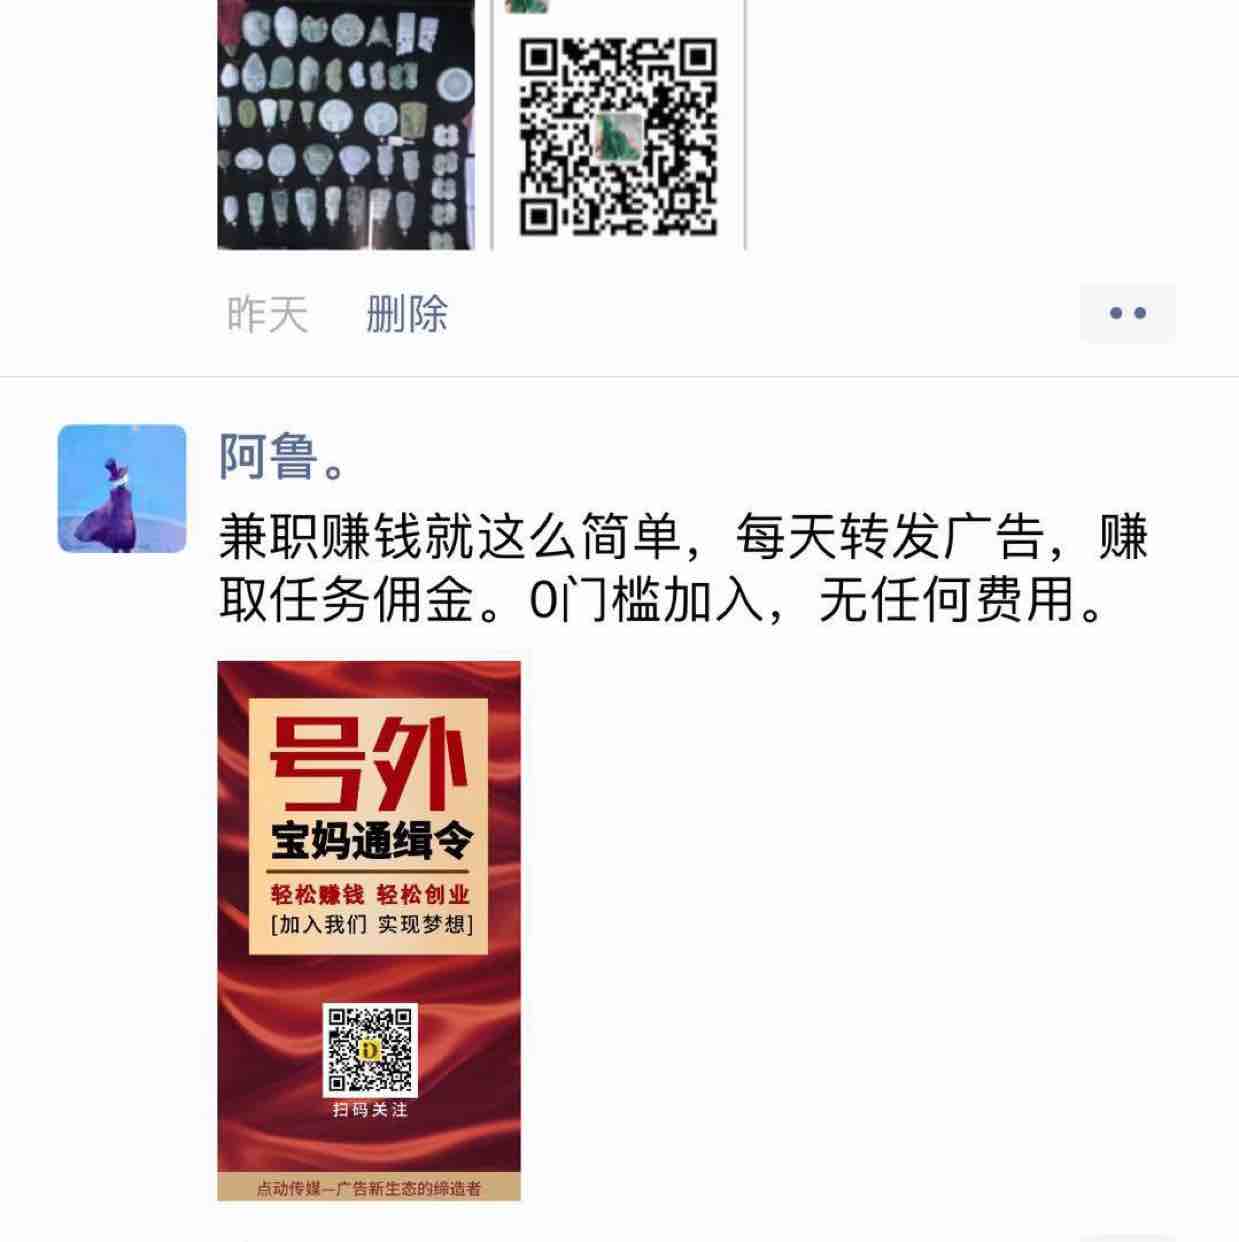 昨天 删除
阿鲁。
兼职赚钱就这么简单，每天转发广告，赚
取任务佣金。0门槛加入，无任何费用。
号外
宝妈通缉令
轻松赚钱 轻松创业
[加入我们 实现梦想]
扫码关注
点动传媒—广告新生态的缔造者